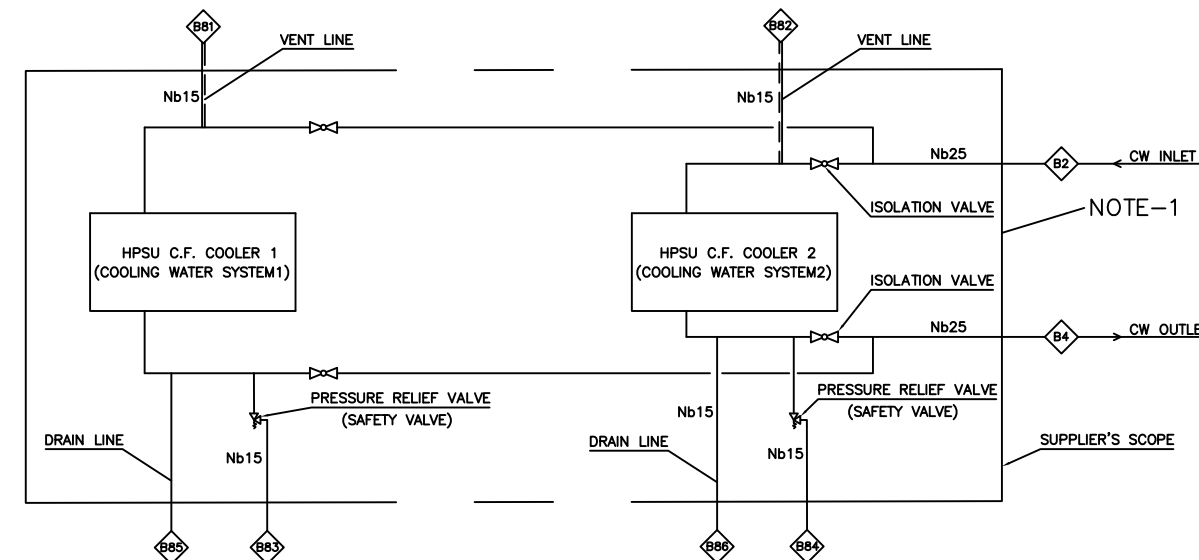 B81
B82
VENT LINE
VENT LINE
Nb15
Nb15
Nb25
B2
CW INLET
ISOLATION VALVE
NOTE-1
HPSU C.F. COOLER 1
(COOLING WATER SYSTEM1)
HPSU C.F. COOLER 2
(COOLING WATER SYSTEM2)
ISOLATION VALVE
Nb25
B4
CW OUTLE
PRESSURE RELIEF VALVE
(SAFETY VALVE)
PRESSURE RELIEF VALVE
(SAFETY VALVE)
Nb15
DRAIN LINE
Nb15
DRAIN LINE
Nb15
SUPPLIER'S SCOPE
B85
B83
B86
B84